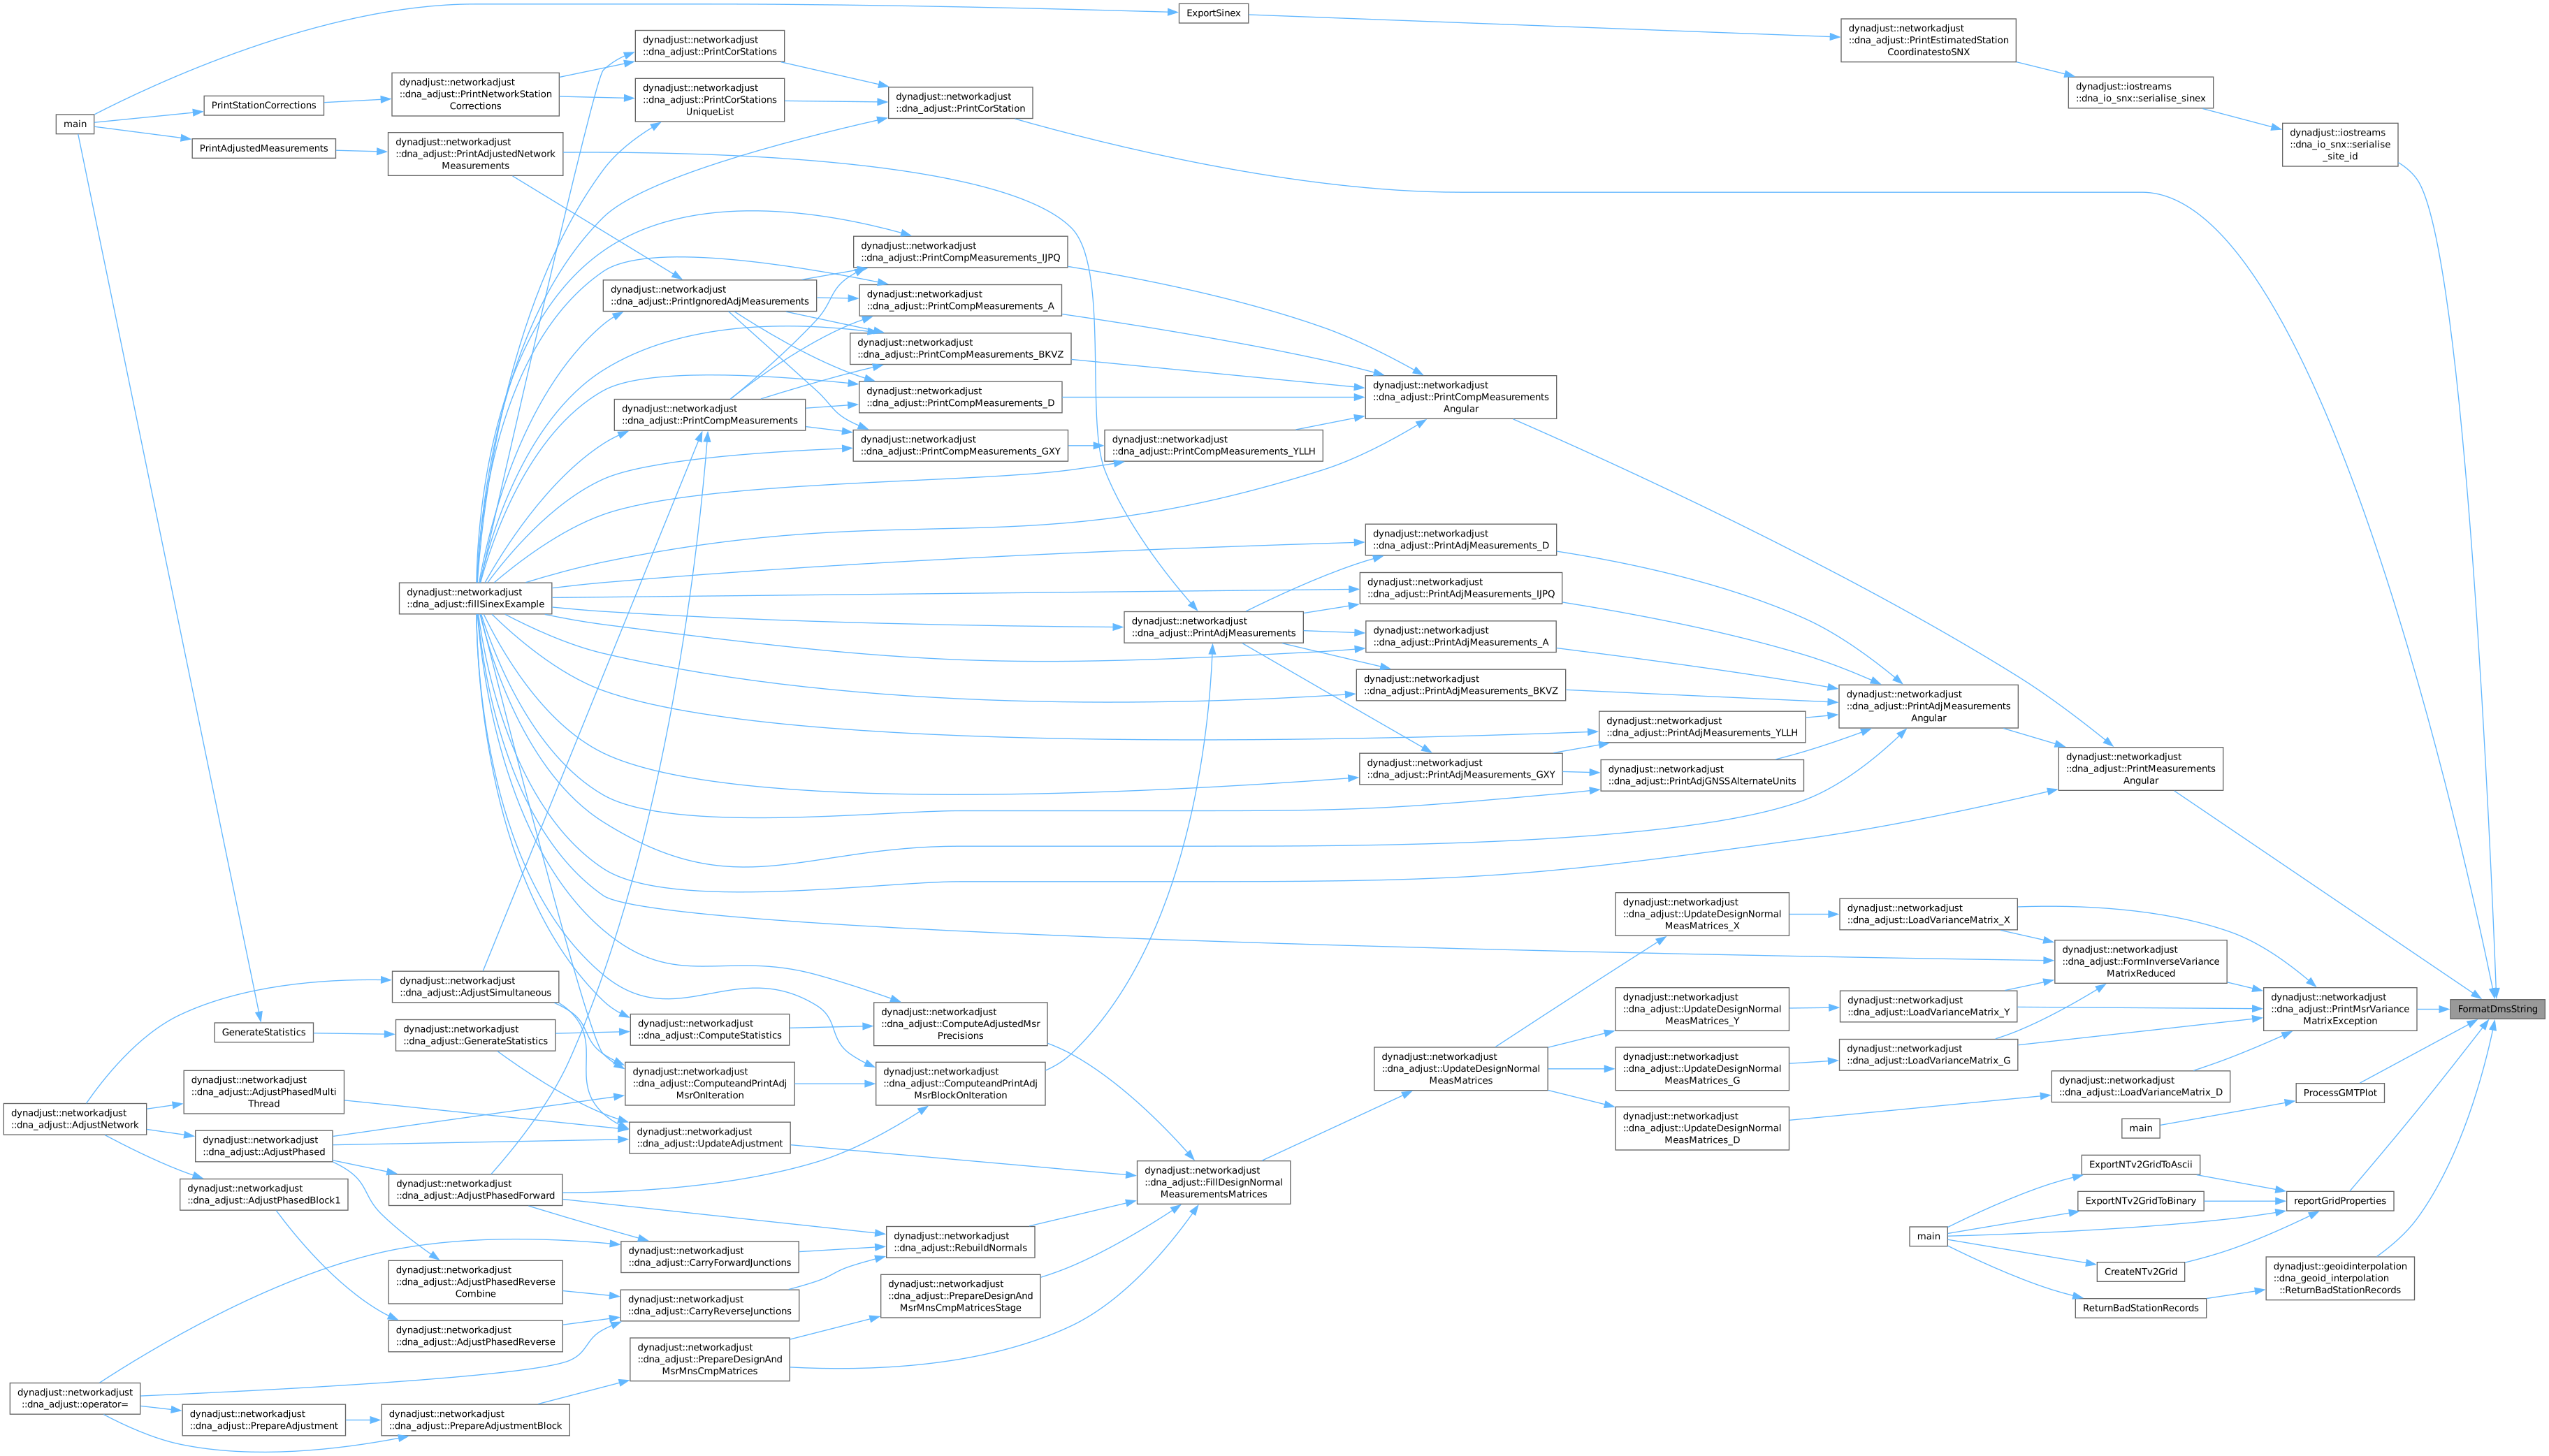 ExportSinex
dynadjust::networkadjust
::dna_adjust::PrintEstimatedStation
CoordinatestoSNX
dynadjust::networkadjust
::dna_adjust::PrintCorStations
dynadjust::networkadjust
::dna_adjust::PrintNetworkStation
Corrections
dynadjust::networkadjust
::dna_adjust::PrintCorStations
UniqueList
dynadjust::networkadjust
::dna_adjust::PrintCorStation
dynadjust::iostreams
::dna_io_snx::serialise_sinex
PrintStationCorrections
main
PrintAdjustedMeasurements
dynadjust::networkadjust
::dna_adjust::PrintAdjustedNetwork
Measurements
dynadjust::iostreams
::dna_io_snx::serialise
_site_id
dynadjust::networkadjust
::dna_adjust::PrintCompMeasurements_IJPQ
dynadjust::networkadjust
::dna_adjust::PrintIgnoredAdjMeasurements
dynadjust::networkadjust
::dna_adjust::PrintCompMeasurements_A
dynadjust::networkadjust
::dna_adjust::PrintCompMeasurements_BKVZ
dynadjust::networkadjust
::dna_adjust::PrintCompMeasurements_D
dynadjust::networkadjust
::dna_adjust::PrintCompMeasurements
Angular
dynadjust::networkadjust
::dna_adjust::PrintCompMeasurements
dynadjust::networkadjust
::dna_adjust::PrintCompMeasurements_GXY
dynadjust::networkadjust
::dna_adjust::PrintCompMeasurements_YLLH
dynadjust::networkadjust
::dna_adjust::PrintAdjMeasurements_D
dynadjust::networkadjust
::dna_adjust::fillSinexExample
dynadjust::networkadjust
::dna_adjust::PrintAdjMeasurements_IJPQ
dynadjust::networkadjust
::dna_adjust::PrintAdjMeasurements
dynadjust::networkadjust
::dna_adjust::PrintAdjMeasurements_A
dynadjust::networkadjust
::dna_adjust::PrintAdjMeasurements_BKVZ
dynadjust::networkadjust
::dna_adjust::PrintAdjMeasurements
Angular
dynadjust::networkadjust
::dna_adjust::PrintAdjMeasurements_YLLH
dynadjust::networkadjust
::dna_adjust::PrintAdjMeasurements_GXY
dynadjust::networkadjust
::dna_adjust::PrintAdjGNSSAlternateUnits
dynadjust::networkadjust
::dna_adjust::PrintMeasurements
Angular
dynadjust::networkadjust
::dna_adjust::UpdateDesignNormal
MeasMatrices_X
dynadjust::networkadjust
::dna_adjust::LoadVarianceMatrix_X
dynadjust::networkadjust
::dna_adjust::FormInverseVariance
MatrixReduced
dynadjust::networkadjust
::dna_adjust::AdjustSimultaneous
dynadjust::networkadjust
::dna_adjust::UpdateDesignNormal
MeasMatrices_Y
dynadjust::networkadjust
::dna_adjust::LoadVarianceMatrix_Y
dynadjust::networkadjust
::dna_adjust::PrintMsrVariance
MatrixException
FormatDmsString
dynadjust::networkadjust
::dna_adjust::ComputeAdjustedMsr
Precisions
dynadjust::networkadjust
::dna_adjust::ComputeStatistics
GenerateStatistics
dynadjust::networkadjust
::dna_adjust::GenerateStatistics
dynadjust::networkadjust
::dna_adjust::LoadVarianceMatrix_G
dynadjust::networkadjust
::dna_adjust::UpdateDesignNormal
MeasMatrices
dynadjust::networkadjust
::dna_adjust::UpdateDesignNormal
MeasMatrices_G
dynadjust::networkadjust
::dna_adjust::ComputeandPrintAdj
MsrOnIteration
dynadjust::networkadjust
::dna_adjust::ComputeandPrintAdj
MsrBlockOnIteration
dynadjust::networkadjust
::dna_adjust::AdjustPhasedMulti
Thread
dynadjust::networkadjust
::dna_adjust::LoadVarianceMatrix_D
ProcessGMTPlot
dynadjust::networkadjust
::dna_adjust::AdjustNetwork
dynadjust::networkadjust
::dna_adjust::UpdateDesignNormal
MeasMatrices_D
main
dynadjust::networkadjust
::dna_adjust::UpdateAdjustment
dynadjust::networkadjust
::dna_adjust::AdjustPhased
ExportNTv2GridToAscii
dynadjust::networkadjust
::dna_adjust::FillDesignNormal
MeasurementsMatrices
dynadjust::networkadjust
::dna_adjust::AdjustPhasedForward
dynadjust::networkadjust
::dna_adjust::AdjustPhasedBlock1
ExportNTv2GridToBinary
reportGridProperties
main
dynadjust::networkadjust
::dna_adjust::RebuildNormals
dynadjust::networkadjust
::dna_adjust::CarryForwardJunctions
CreateNTv2Grid
dynadjust::geoidinterpolation
::dna_geoid_interpolation
::ReturnBadStationRecords
dynadjust::networkadjust
::dna_adjust::AdjustPhasedReverse
Combine
dynadjust::networkadjust
::dna_adjust::PrepareDesignAnd
MsrMnsCmpMatricesStage
dynadjust::networkadjust
::dna_adjust::CarryReverseJunctions
ReturnBadStationRecords
dynadjust::networkadjust
::dna_adjust::AdjustPhasedReverse
dynadjust::networkadjust
::dna_adjust::PrepareDesignAnd
MsrMnsCmpMatrices
dynadjust::networkadjust
::dna_adjust::operator=
dynadjust::networkadjust
::dna_adjust::PrepareAdjustment
dynadjust::networkadjust
::dna_adjust::PrepareAdjustmentBlock